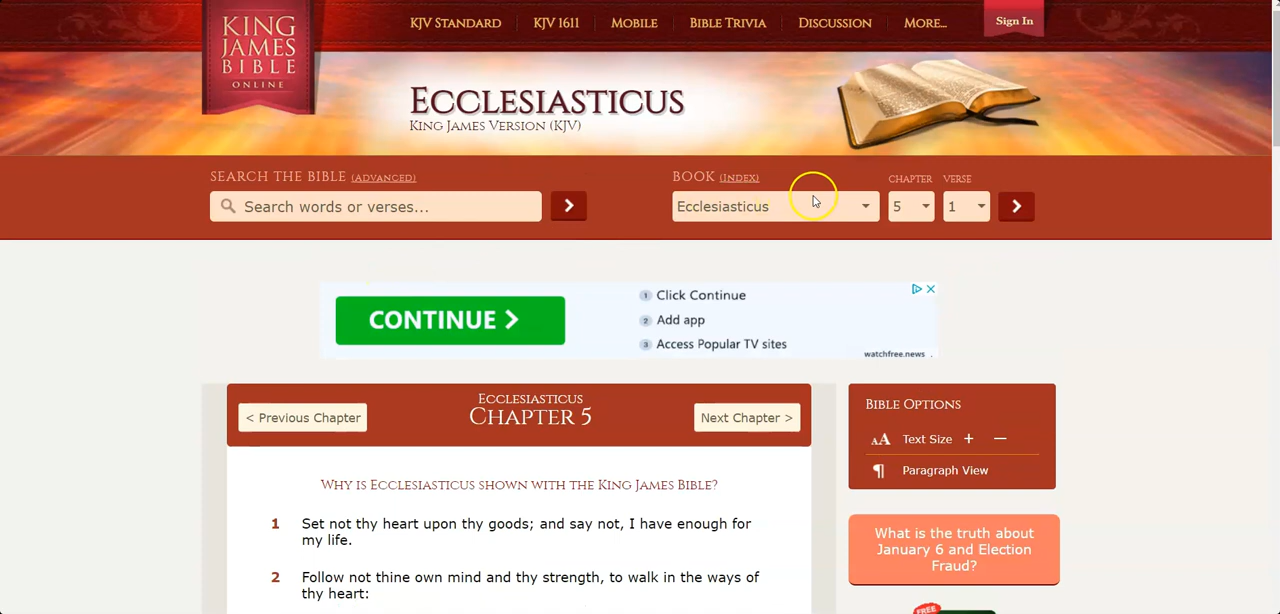 KING
JAMES
BIBLE
ONLINE
KJV STANDARD
KJV 1611
MOBILE
BIBLE TRIVIA
DISCUSSION
MORE...
Sign In
ECCLESIASTICUS
KING JAMES VERSION (KJV)
SEARCH THE BIBLE (ADVANCED)
Search words or verses...
BOOK (INDEX)
CHAPTER
VERSE
Ecclesiasticus
5
1
CONTINUE >
1 Click Continue
2 Add app
3 Access Popular TV sites
watchfree.news
< Previous Chapter
ECCLESIASTICUS
CHAPTER 5
Next Chapter >
WHY IS ECCLESIASTICUS SHOWN WITH THE KING JAMES BIBLE?
1 Set not thy heart upon thy goods; and say not, I have enough for
my life.
2 Follow not thine own mind and thy strength, to walk in the ways of
thy heart:
BIBLE OPTIONS
AA Text Size + —
¶ Paragraph View
What is the truth about
January 6 and Election
Fraud?
FREE